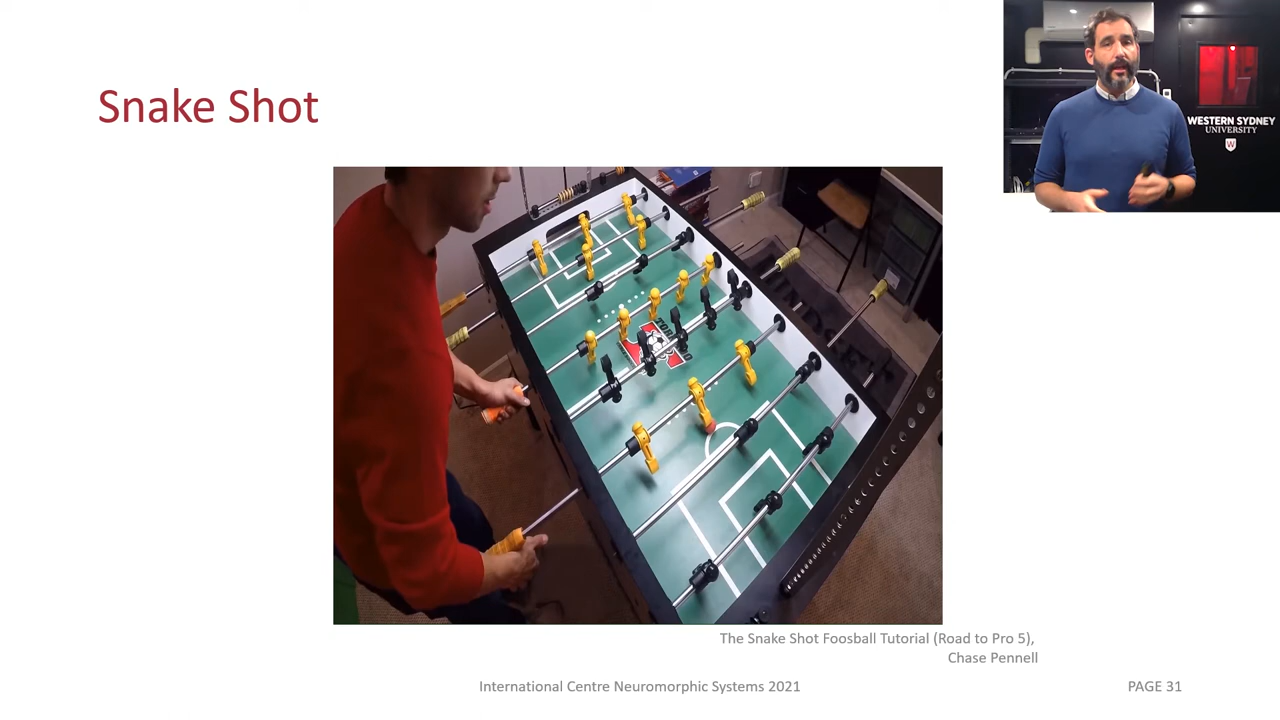 Snake Shot
WESTERN SYDNEY
UNIVERSITY
W
The Snake Shot Foosball Tutorial (Road to Pro 5),
Chase Pennell
International Centre Neuromorphic Systems 2021
PAGE 31